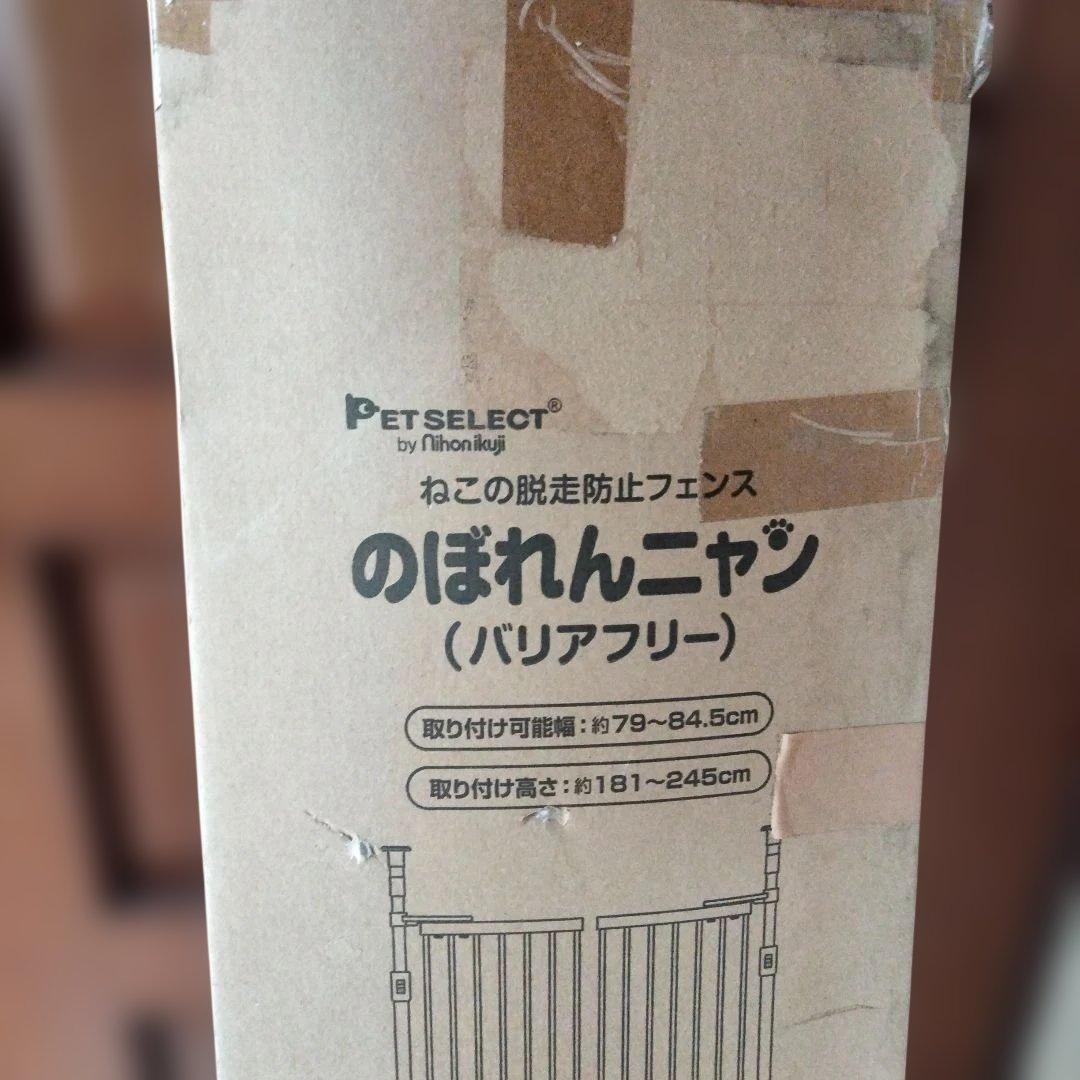 PETSELECT®
by nihonikuji
ねこの脱走防止フェンス
のぼれんニャン
（バリアフリー）
取り付け可能幅：約79〜84.5cm
取り付け高さ：約181〜245cm